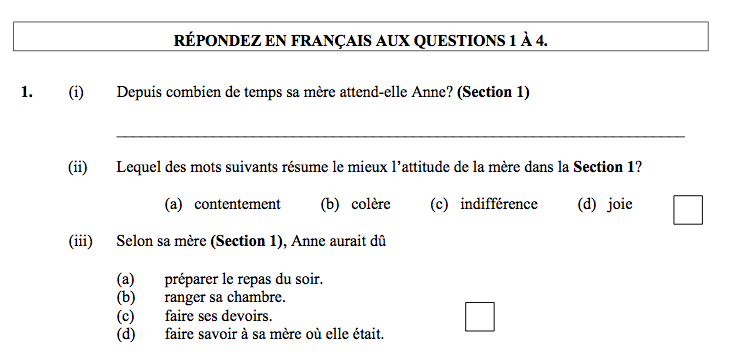 RÉPONDEZ EN FRANÇAIS AUX QUESTIONS 1 À 4.
1. (i) Depuis combien de temps sa mère attend-elle Anne? (Section 1)
(ii) Lequel des mots suivants résume le mieux l’attitude de la mère dans la Section 1?
(a) contentement (b) colère (c) indifférence (d) joie
(iii) Selon sa mère (Section 1), Anne aurait dû
(a) préparer le repas du soir.
(b) ranger sa chambre.
(c) faire ses devoirs.
(d) faire savoir à sa mère où elle était.